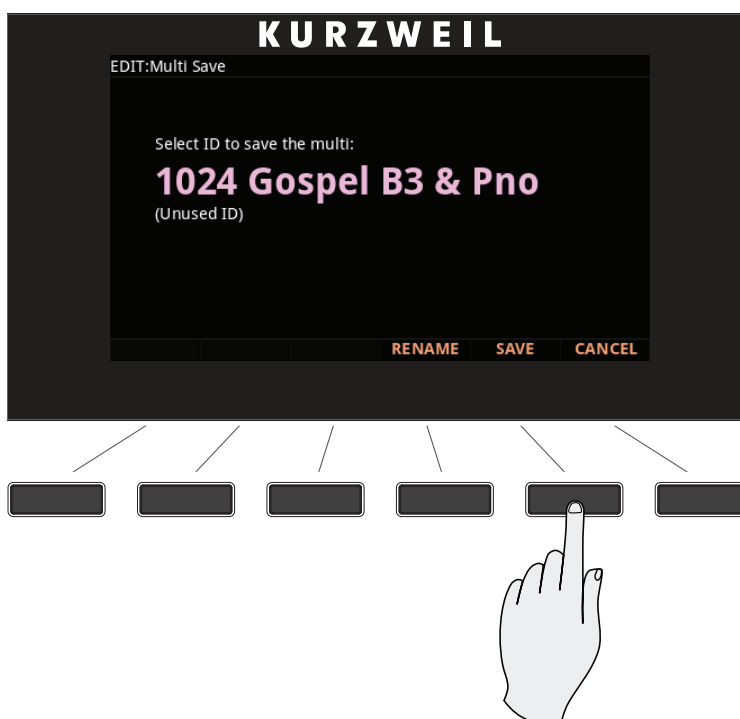 KURZWEIL
EDIT:Multi Save
Select ID to save the multi:
1024 Gospel B3 & Pno
(Unused ID)
RENAME SAVE CANCEL